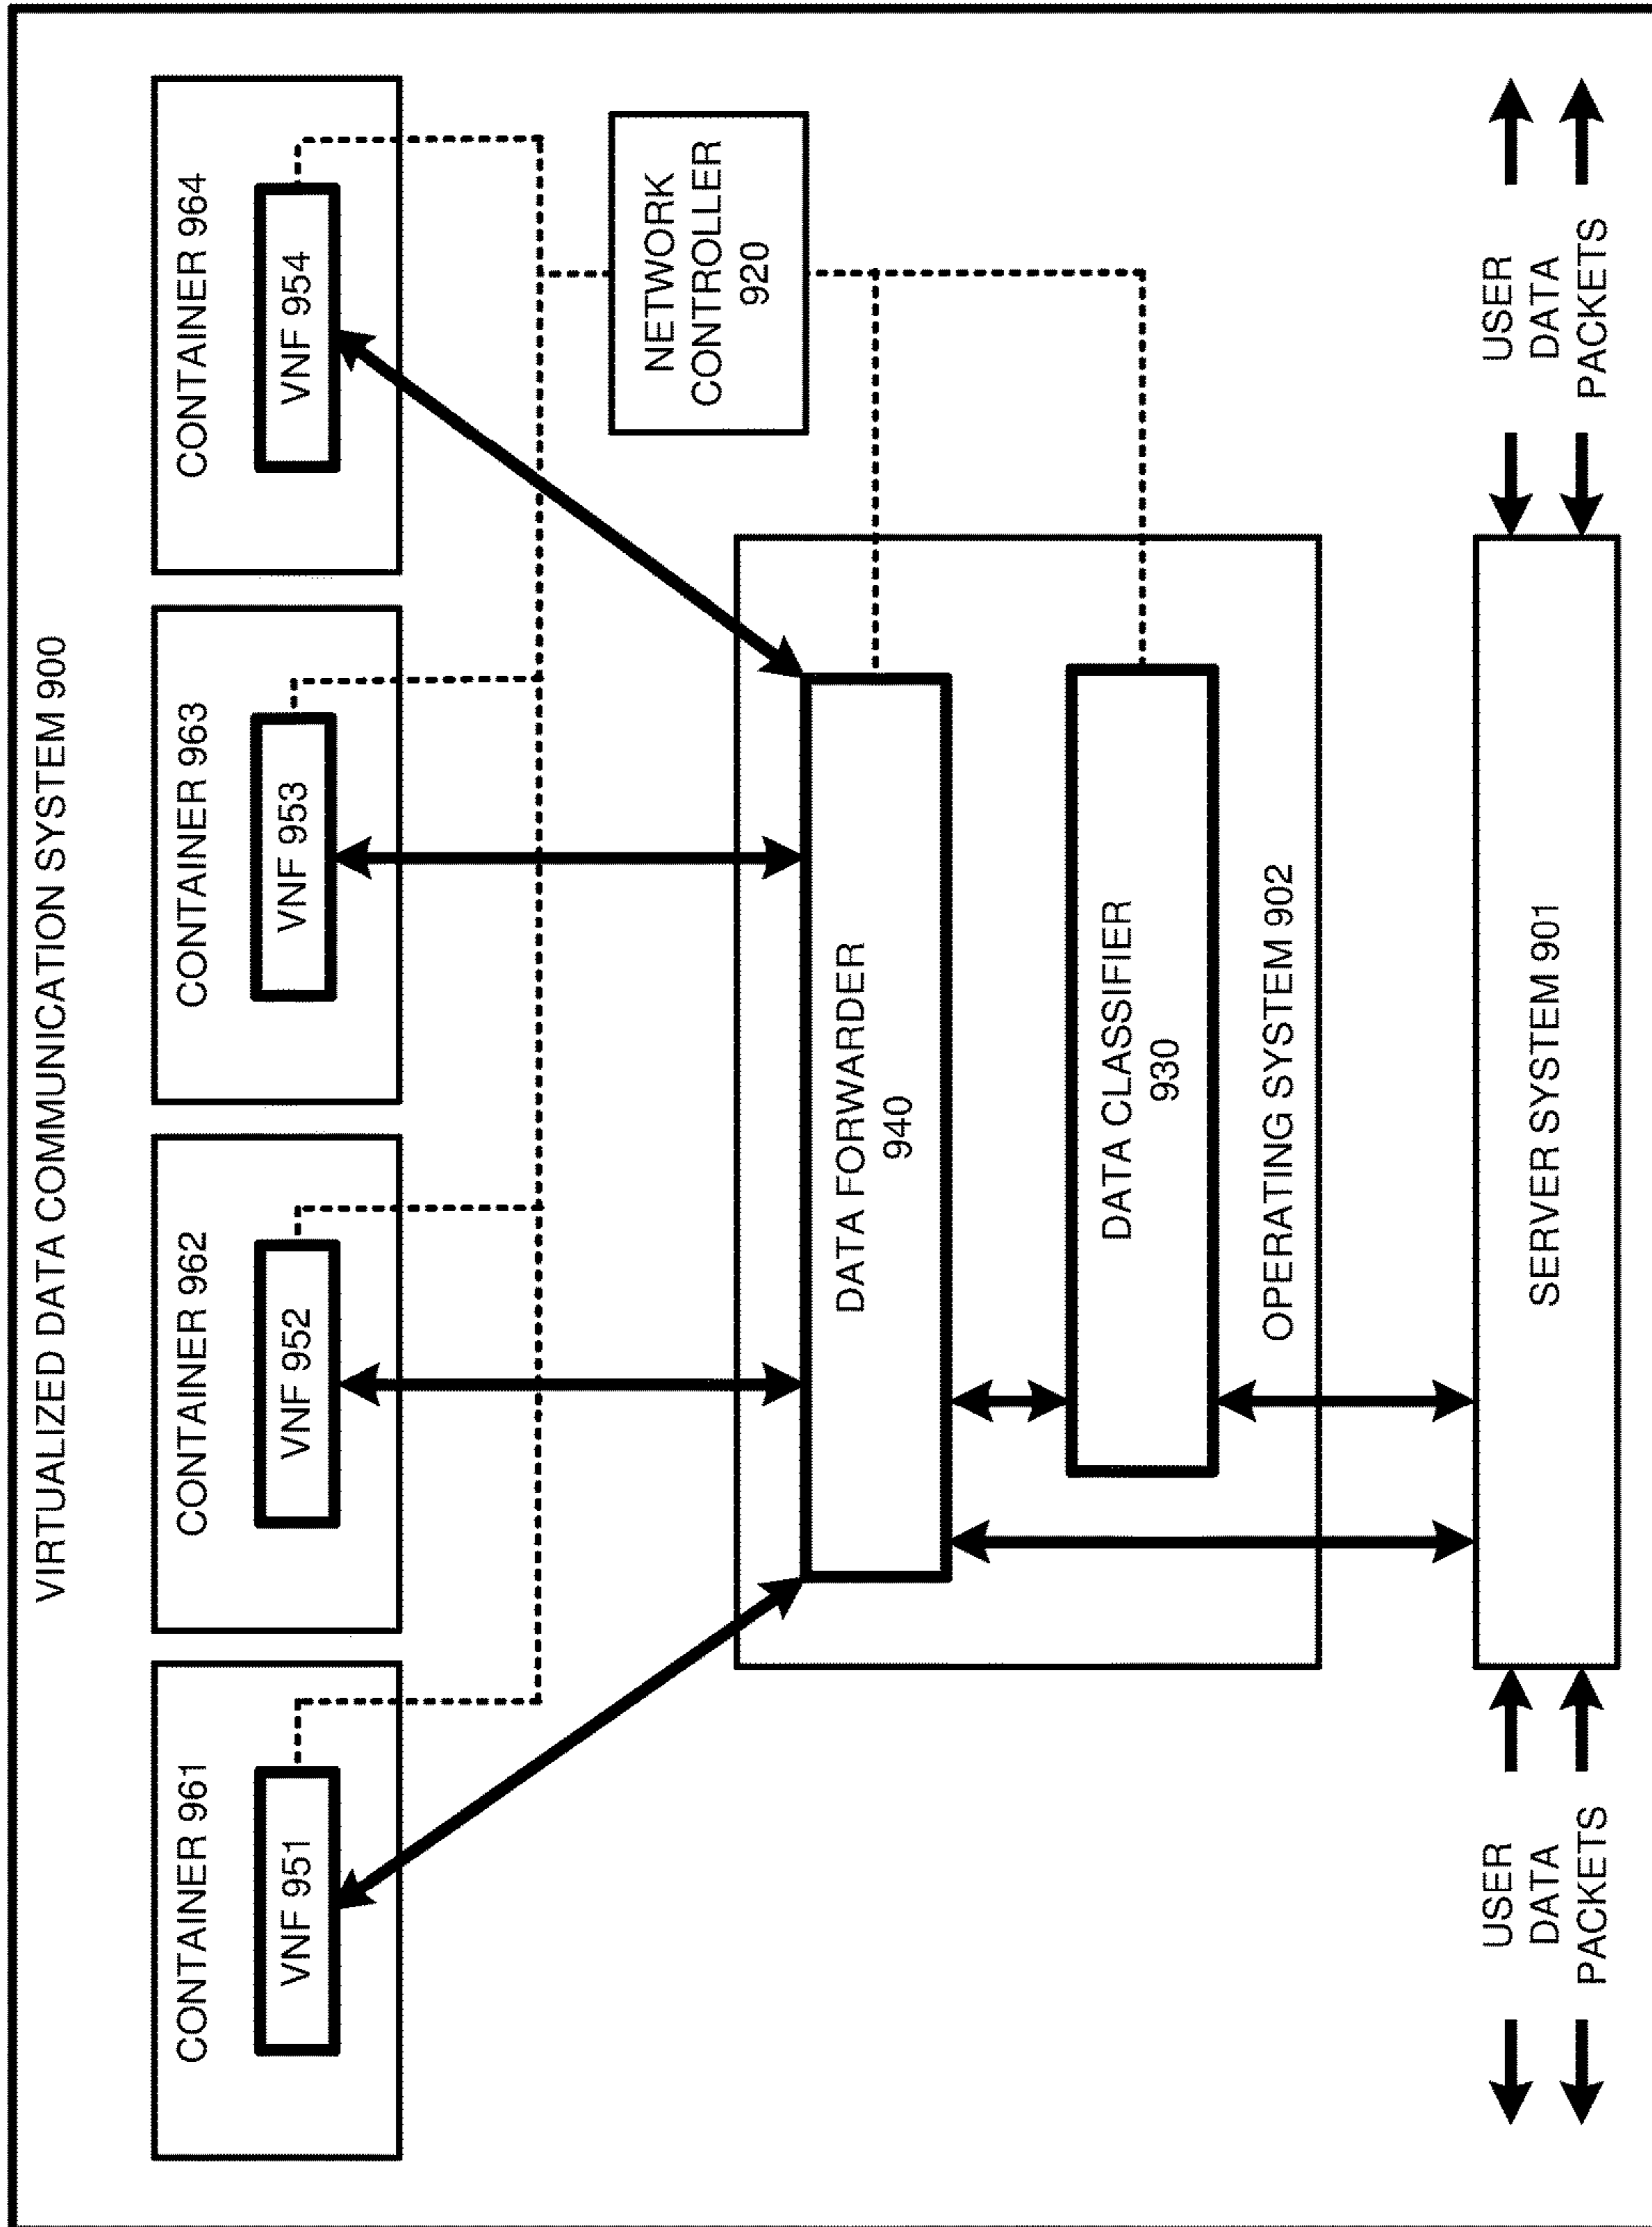 VIRTUALIZED DATA COMMUNICATION SYSTEM 900
CONTAINER 961
VNF 951
CONTAINER 962
VNF 952
CONTAINER 963
VNF 953
CONTAINER 964
VNF 954
NETWORK
CONTROLLER
920
DATA FORWARDER
940
DATA CLASSIFIER
930
OPERATING SYSTEM 902
USER
DATA
PACKETS
SERVER SYSTEM 901
USER
DATA
PACKETS